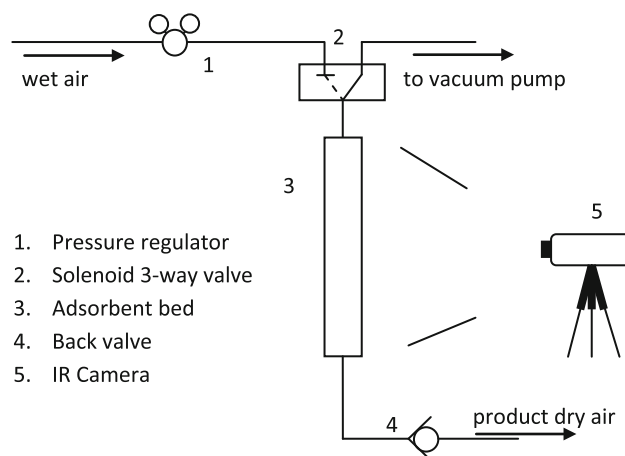 2
1
wet air
to vacuum pump
3
5
1. Pressure regulator
2. Solenoid 3-way valve
3. Adsorbent bed
4. Back valve
5. IR Camera
4
product dry air